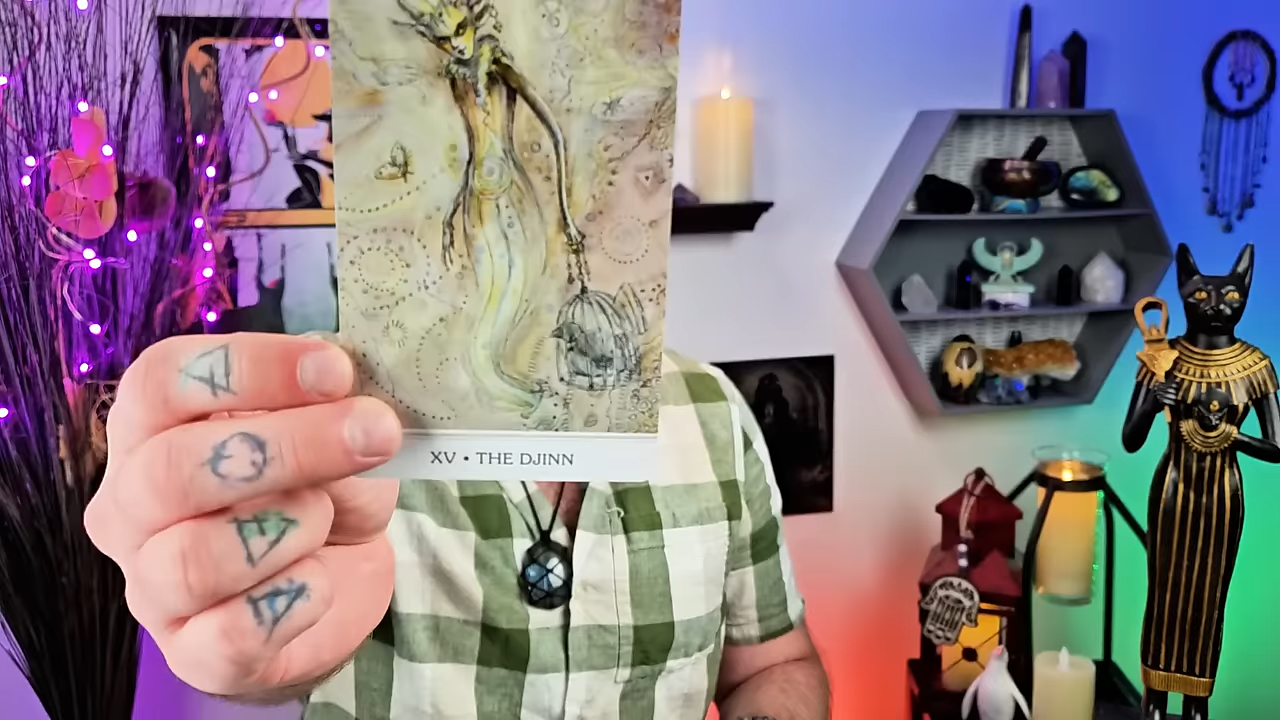 XV • THE DJINN